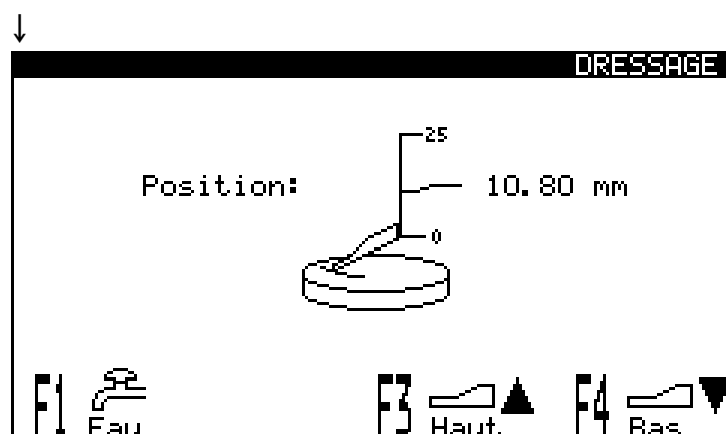 ↓
DRESSAGE
25
Position: 10.80 mm
0
F1 Eau F3 Haut. F4 Bas